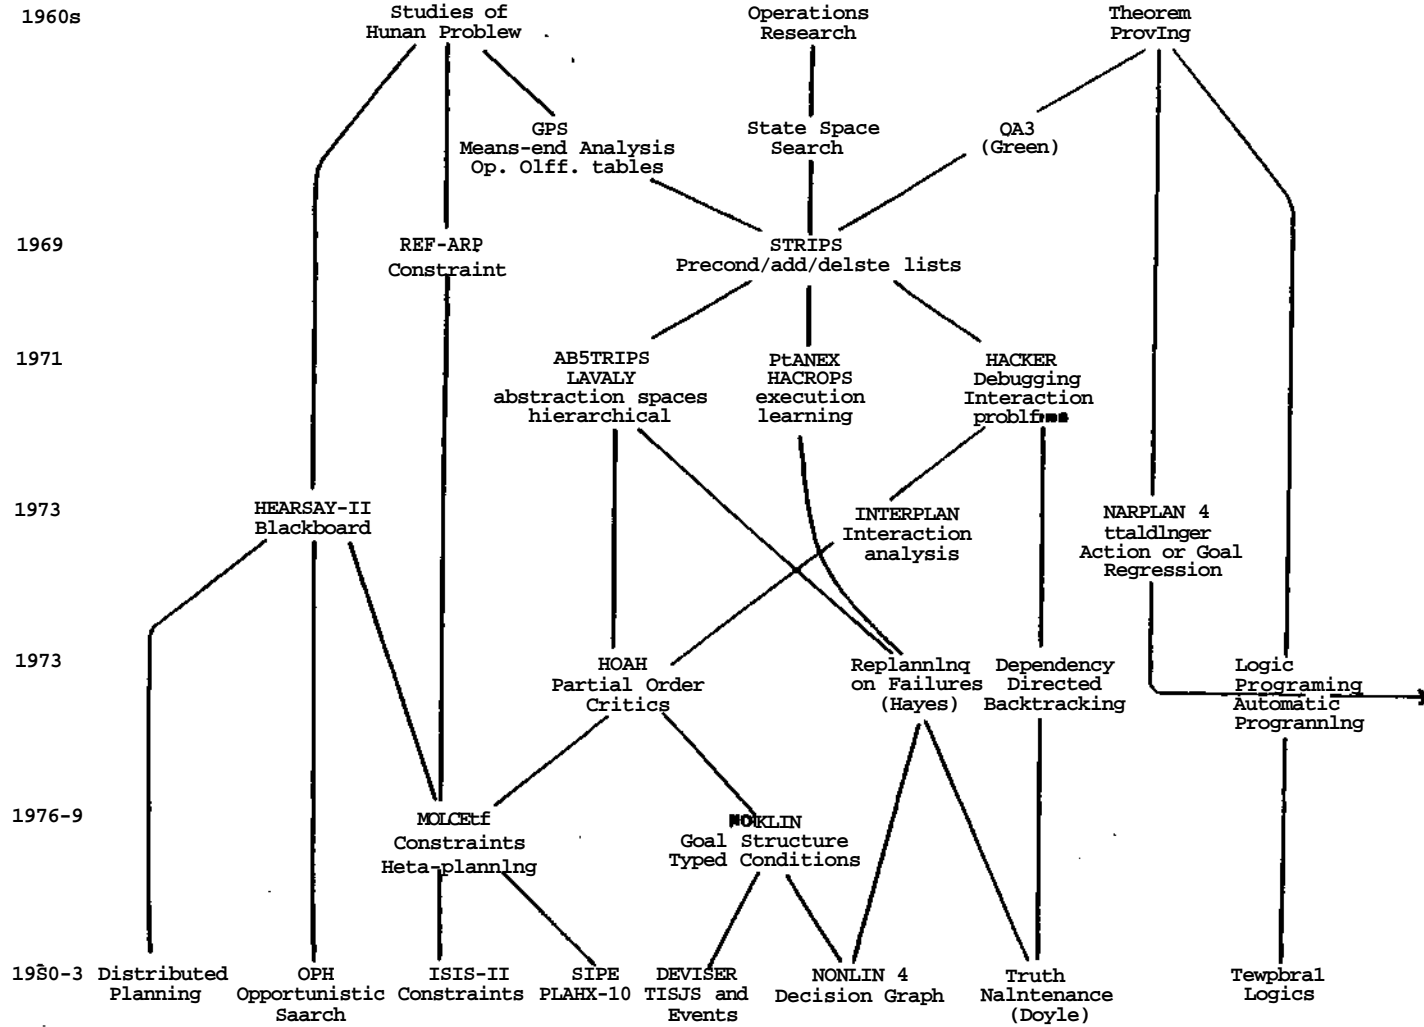 1960s
Studies of
Hunan Problew
Operations
Research
Theorem
ProvIng
GPS
Means-end Analysis
Op. Olff. tables
State Space
Search
QA3
(Green)
1969
REF-ARP
Constraint
STRIPS
Precond/add/delste lists
1971
AB5TRIPS
LAVALY
abstraction spaces
hierarchical
PtANEX
HACROPS
execution
learning
HACKER
Debugging
Interaction
1973
HEARSAY-II
Blackboard
INTERPLAN
Interaction
analysis
NARPLAN 4
ttaldlnger
Action or Goal
Regression
1973
HOAH
Partial Order
Critics
Replannlnq
on Failures
(Hayes)
Dependency
Directed
Backtracking
Logic
Programing
Automatic
Progrannlng
1976-9
MOLCEtf
Constraints
Heta-plannlng
NOKLIN
Goal Structure
Typed Conditions
1980-3
Distributed
Planning
OPH
Opportunistic
Saarch
ISIS-II
Constraints
SIPE
PLAHX-10
DEVISER
TISJS and
Events
NONLIN 4
Decision Graph
Truth
Nalntenance
(Doyle)
Tewpbral
Logics